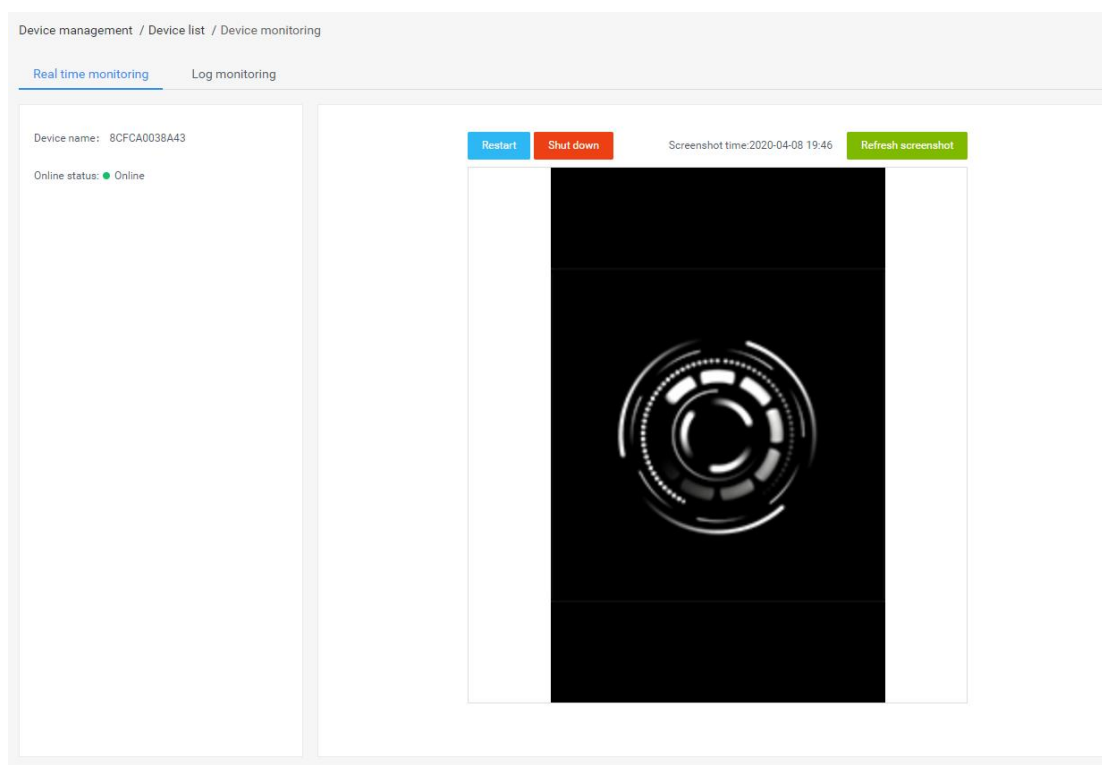 Device management / Device list / Device monitoring
Real time monitoring Log monitoring
Device name: 8CFCA0038A43
Online status: Online
Restart Shut down Screenshot time:2020-04-08 19:46 Refresh screenshot